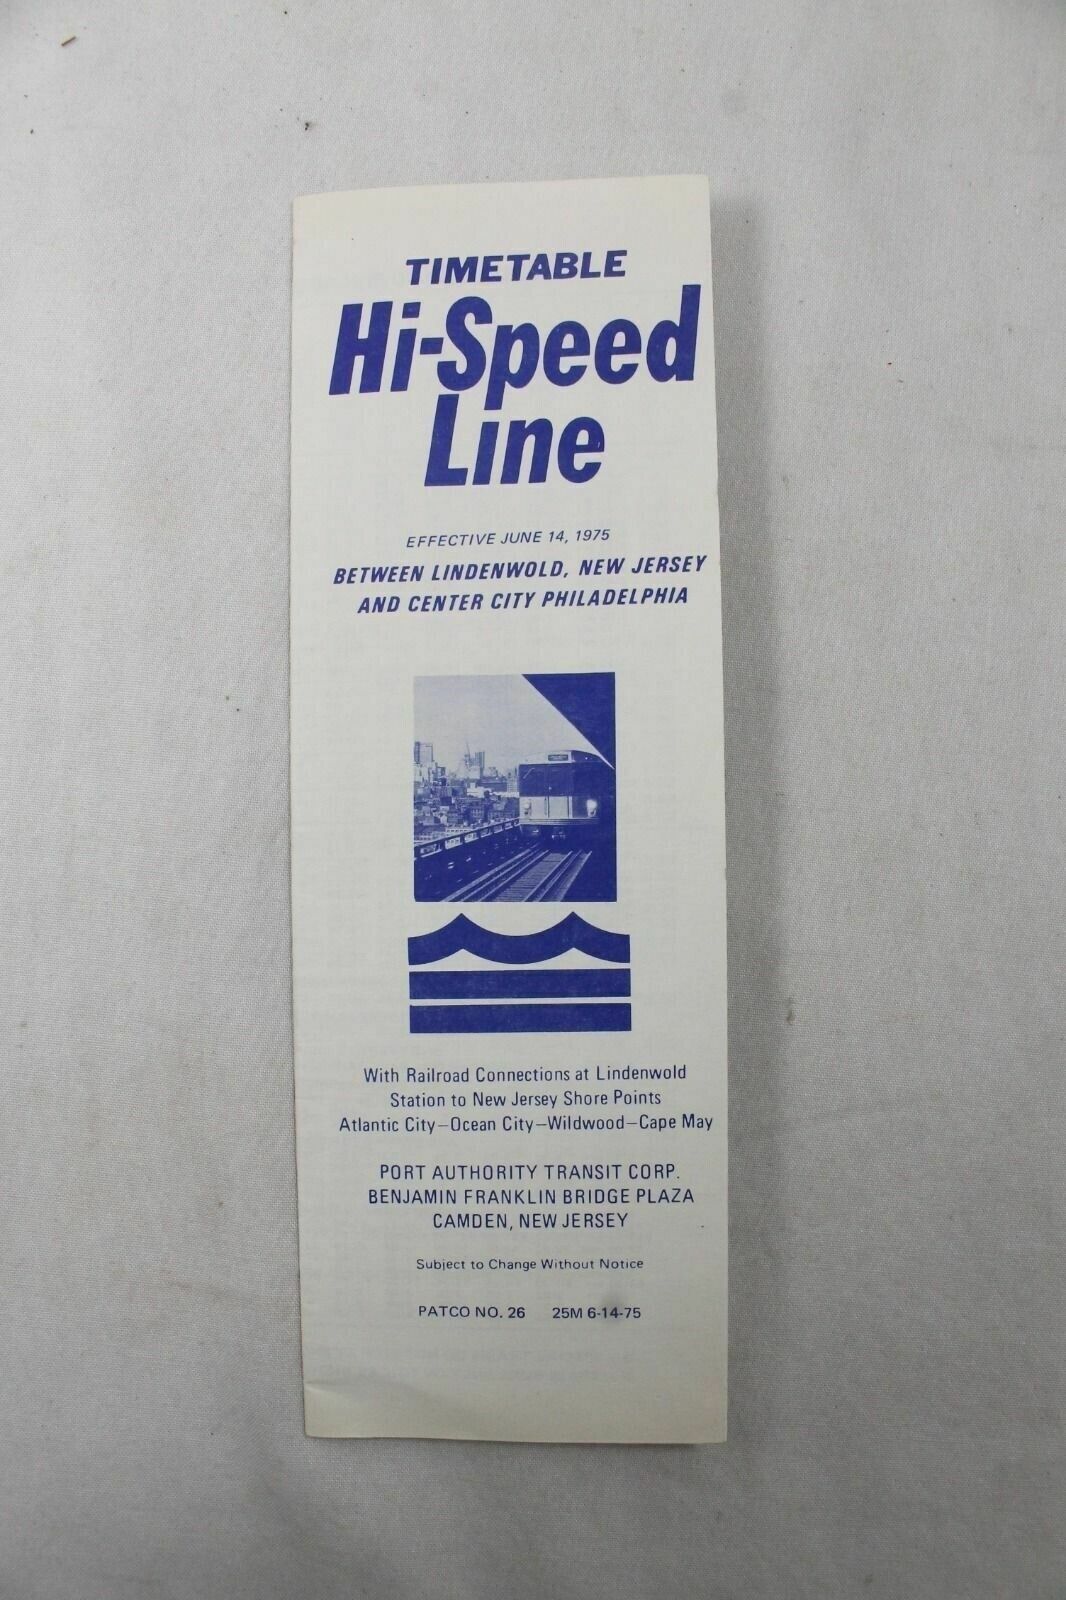 TIMETABLE
Hi-Speed
Line
EFFECTIVE JUNE 14, 1975
BETWEEN LINDENWOLD, NEW JERSEY
AND CENTER CITY PHILADELPHIA
With Railroad Connections at Lindenwold
Station to New Jersey Shore Points
Atlantic City—Ocean City—Wildwood—Cape May
PORT AUTHORITY TRANSIT CORP.
BENJAMIN FRANKLIN BRIDGE PLAZA
CAMDEN, NEW JERSEY
Subject to Change Without Notice
PATCO NO. 26 25M 6-14-75